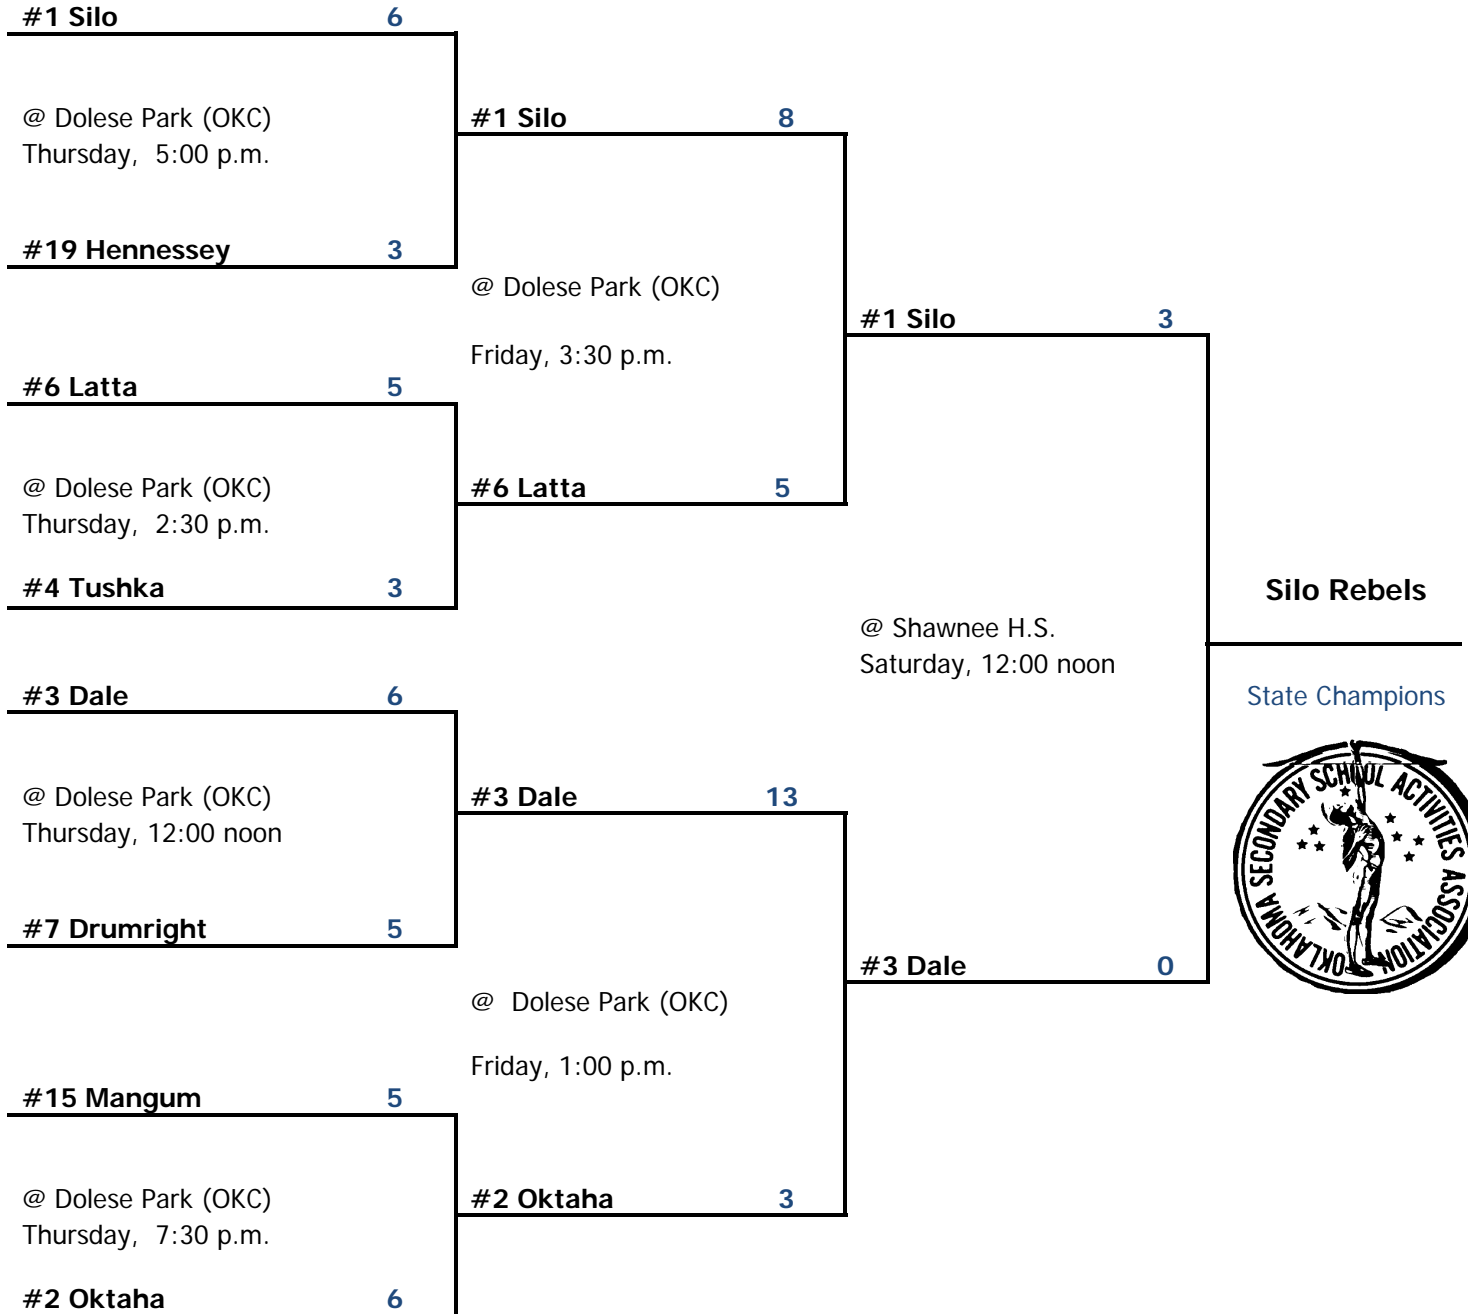 #1 Silo 6
@ Dolese Park (OKC)
Thursday, 5:00 p.m.
#19 Hennessey 3
#6 Latta 5
@ Dolese Park (OKC)
Thursday, 2:30 p.m.
#4 Tushka 3
#3 Dale 6
@ Dolese Park (OKC)
Thursday, 12:00 noon
#7 Drumright 5
#15 Mangum 5
@ Dolese Park (OKC)
Thursday, 7:30 p.m.
#2 Oktaha 6
#1 Silo 8
@ Dolese Park (OKC)
Friday, 3:30 p.m.
#6 Latta 5
#3 Dale 13
@ Dolese Park (OKC)
Friday, 1:00 p.m.
#2 Oktaha 3
#1 Silo 3
@ Shawnee H.S.
Saturday, 12:00 noon
#3 Dale 0
Silo Rebels
State Champions
OKLAHOMA SECONDARY SCHOOL ACTIVITIES ASSOCIATION